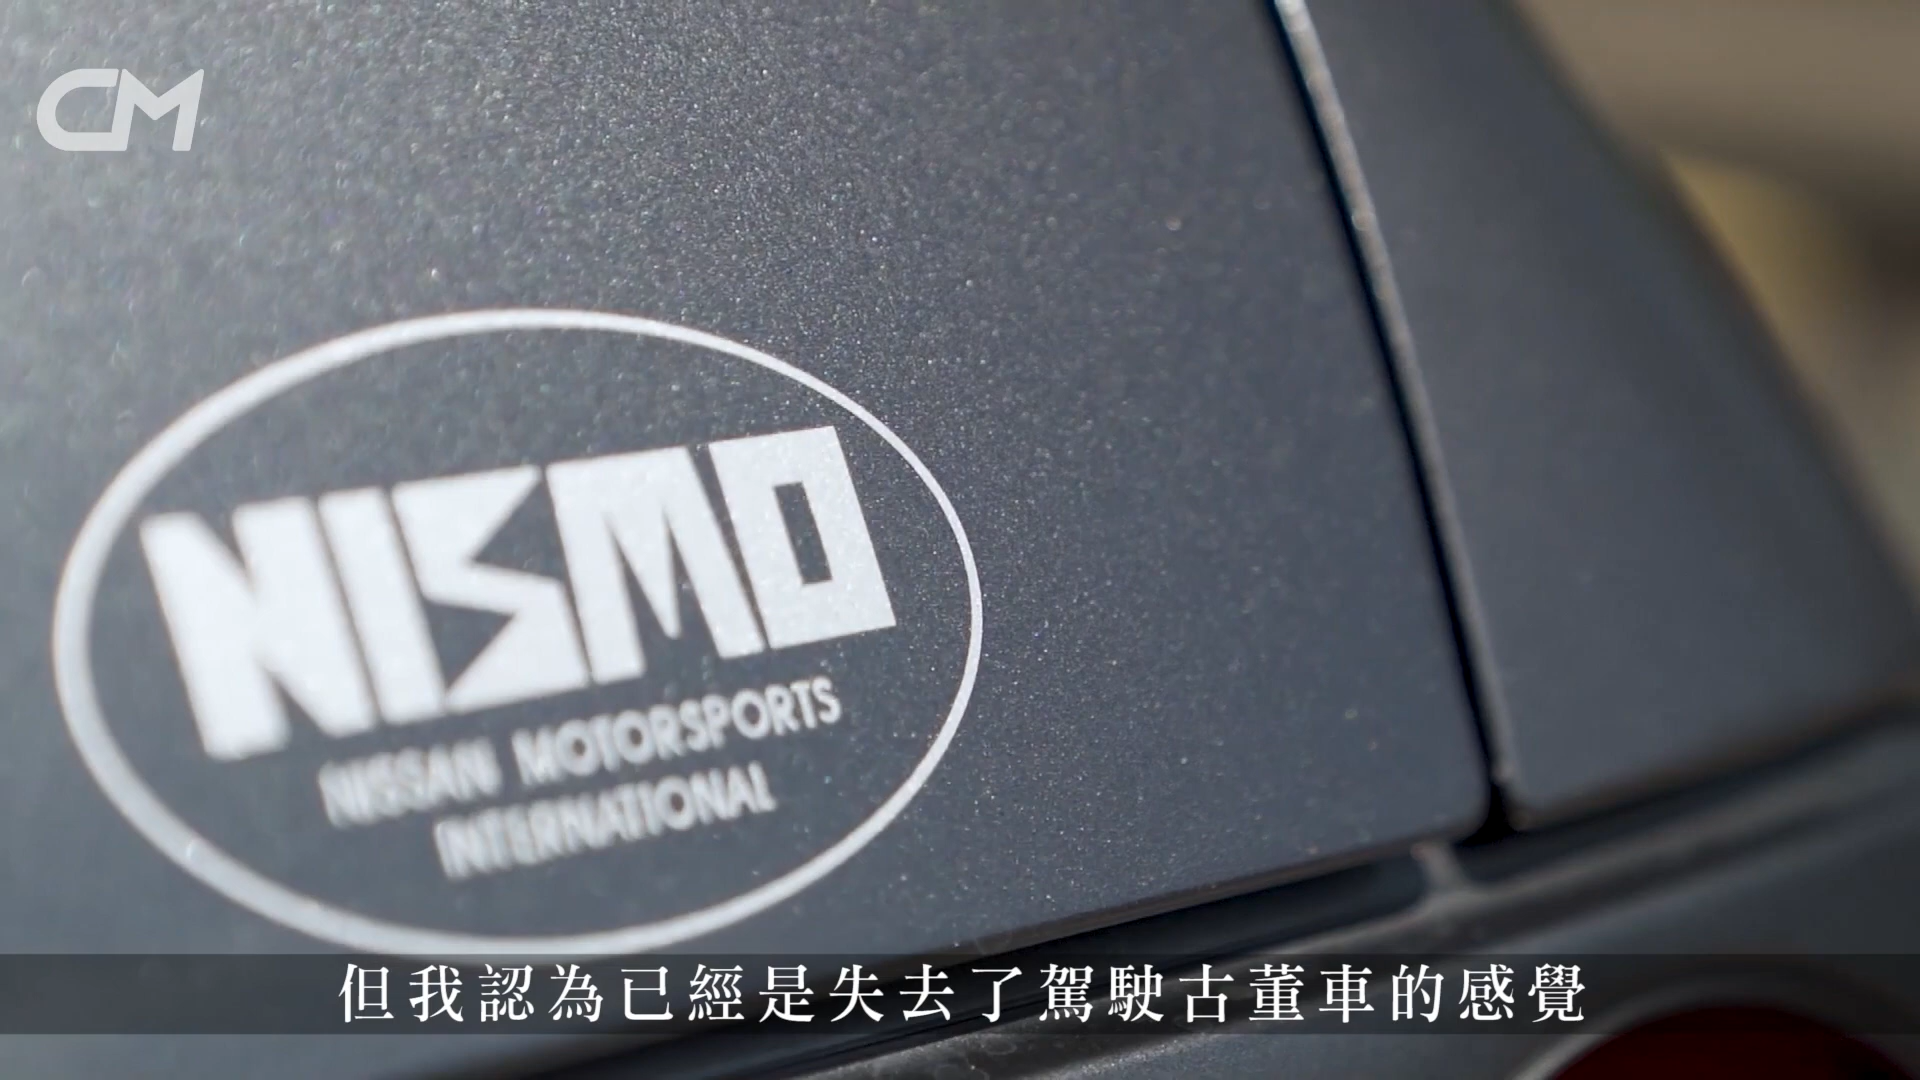 CM
NISMO
NISSAN MOTORSPORTS
INTERNATIONAL
但我認為已經是失去了駕駛古董車的感覺